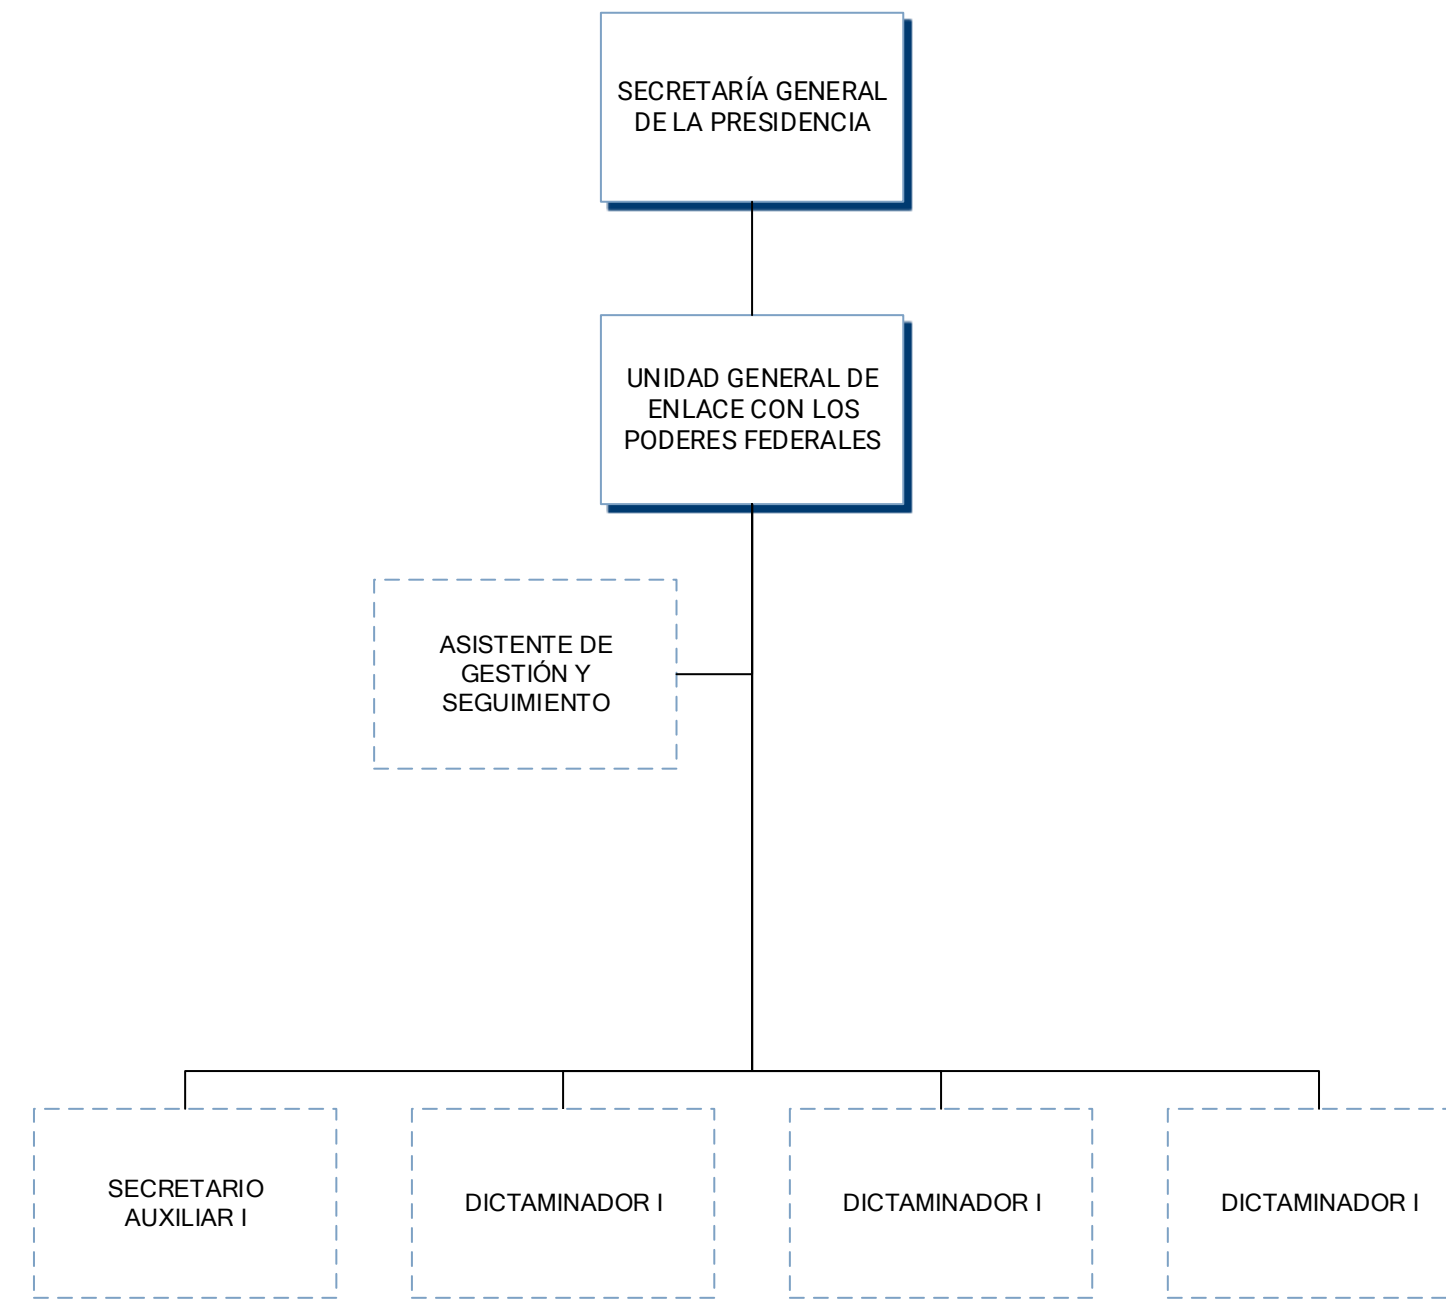 SECRETARÍA GENERAL
DE LA PRESIDENCIA
UNIDAD GENERAL DE
ENLACE CON LOS
PODERES FEDERALES
ASISTENTE DE
GESTIÓN Y
SEGUIMIENTO
SECRETARIO
AUXILIAR I
DICTAMINADOR I
DICTAMINADOR I
DICTAMINADOR I